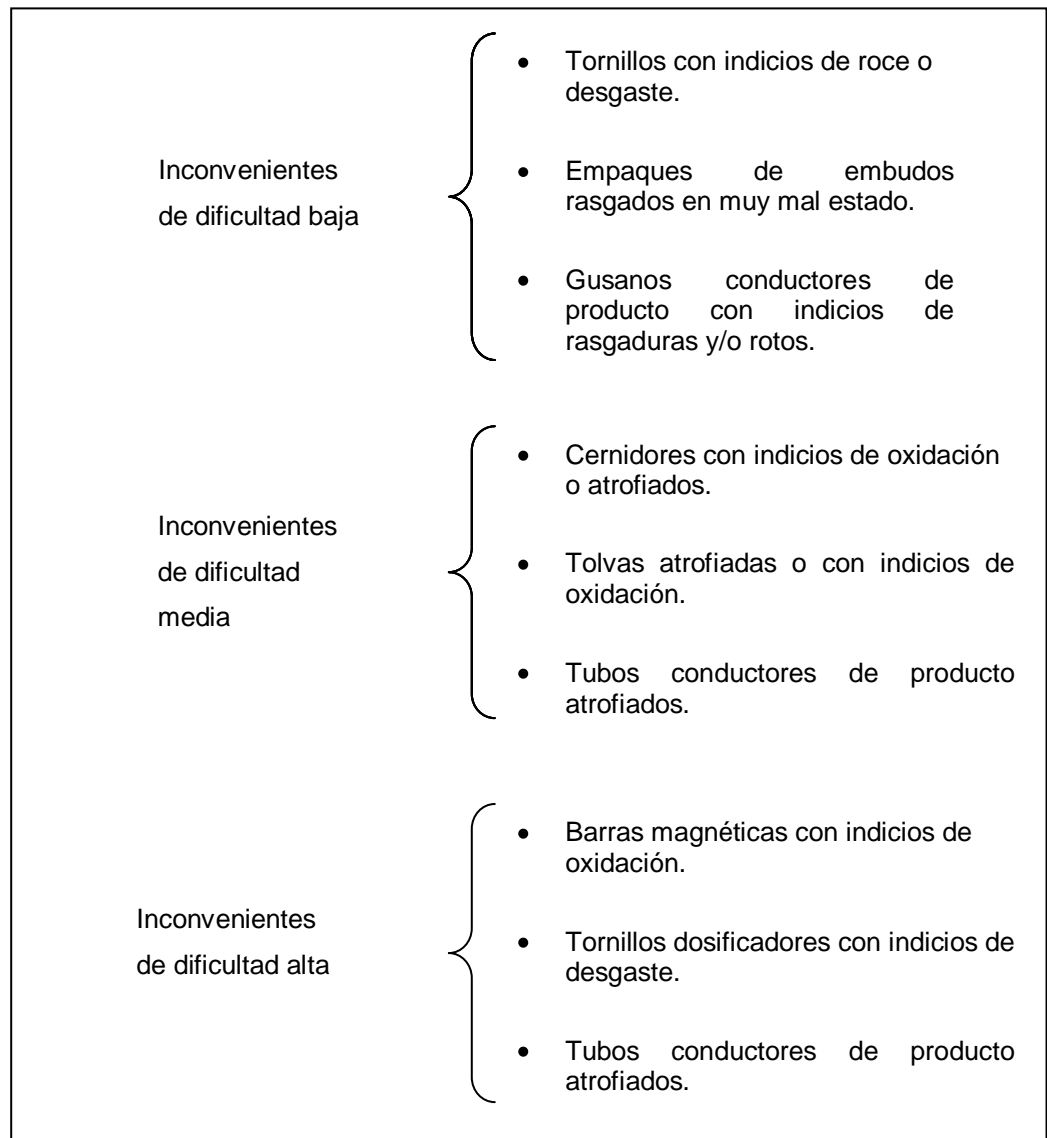 Inconvenientes
de dificultad baja
• Tornillos con indicios de roce o
desgaste.
• Empaques de embudos
rasgados en muy mal estado.
• Gusanos conductores de
producto con indicios de
rasgaduras y/o rotos.
Inconvenientes
de dificultad
media
• Cernidores con indicios de oxidación
o atrofiados.
• Tolvas atrofiadas o con indicios de
oxidación.
• Tubos conductores de producto
atrofiados.
Inconvenientes
de dificultad alta
• Barras magnéticas con indicios de
oxidación.
• Tornillos dosificadores con indicios de
desgaste.
• Tubos conductores de producto
atrofiados.